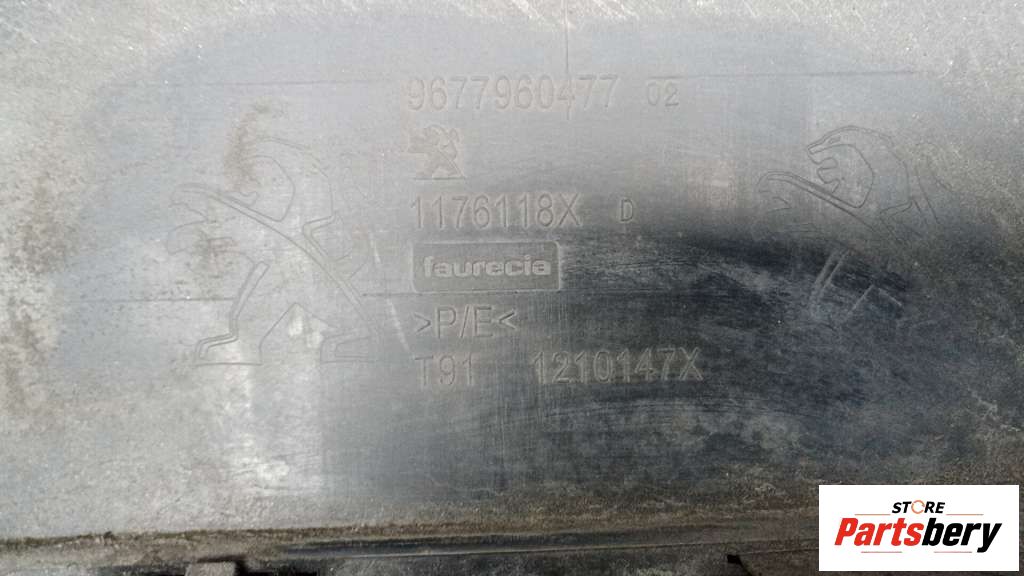 9677960477 02
1176118X D
faurecia
>P/E<
T91 1210147X
STORE
Partsbery